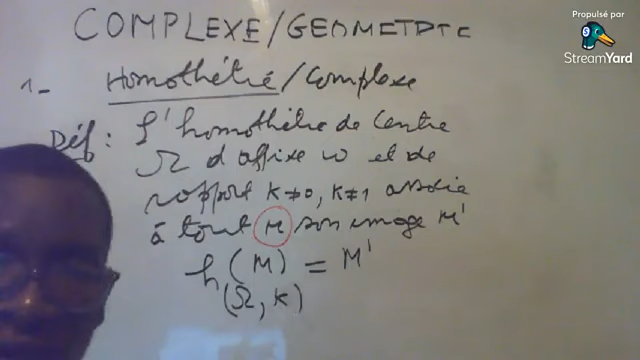 COMPLEXE/GEOMETRIE
1- Homothétie/Complexe
Déf: L'homothétie de centre
Ω d'affixe ω et de
rapport k≠0, k≠1 associe
à tout M son image M'
h(M) = M'
(Ω, k)
Propulsé par
StreamYard